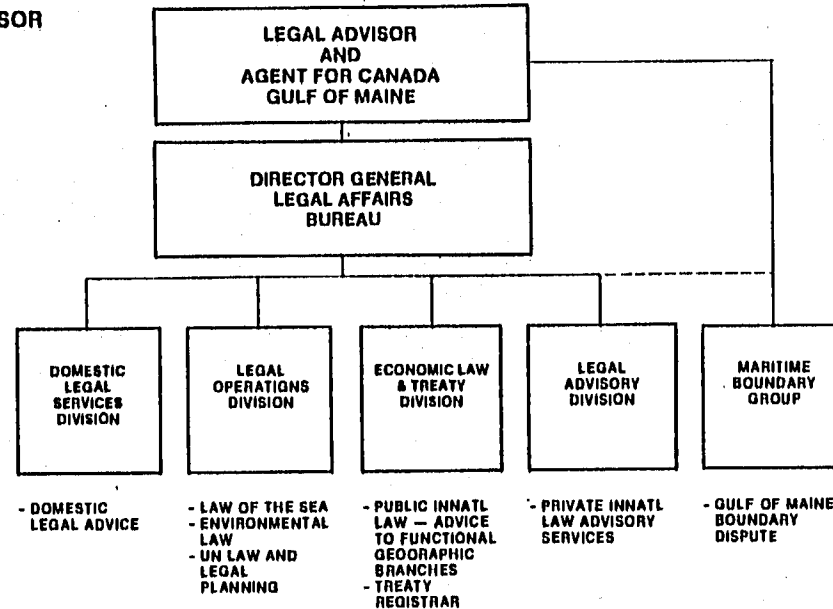 SOR
LEGAL ADVISOR
AND
AGENT FOR CANADA
GULF OF MAINE
DIRECTOR GENERAL
LEGAL AFFAIRS
BUREAU
DOMESTIC
LEGAL
SERVICES
DIVISION
LEGAL
OPERATIONS
DIVISION
ECONOMIC LAW
& TREATY
DIVISION
LEGAL
ADVISORY
DIVISION
MARITIME
BOUNDARY
GROUP
- DOMESTIC
LEGAL ADVICE
- LAW OF THE SEA
- ENVIRONMENTAL
LAW
- UN LAW AND
LEGAL
PLANNING
- PUBLIC INNATL
LAW — ADVICE
TO FUNCTIONAL
GEOGRAPHIC
BRANCHES
- TREATY
REGISTRAR
- PRIVATE INNATL
LAW ADVISORY
SERVICES
- GULF OF MAINE
BOUNDARY
DISPUTE